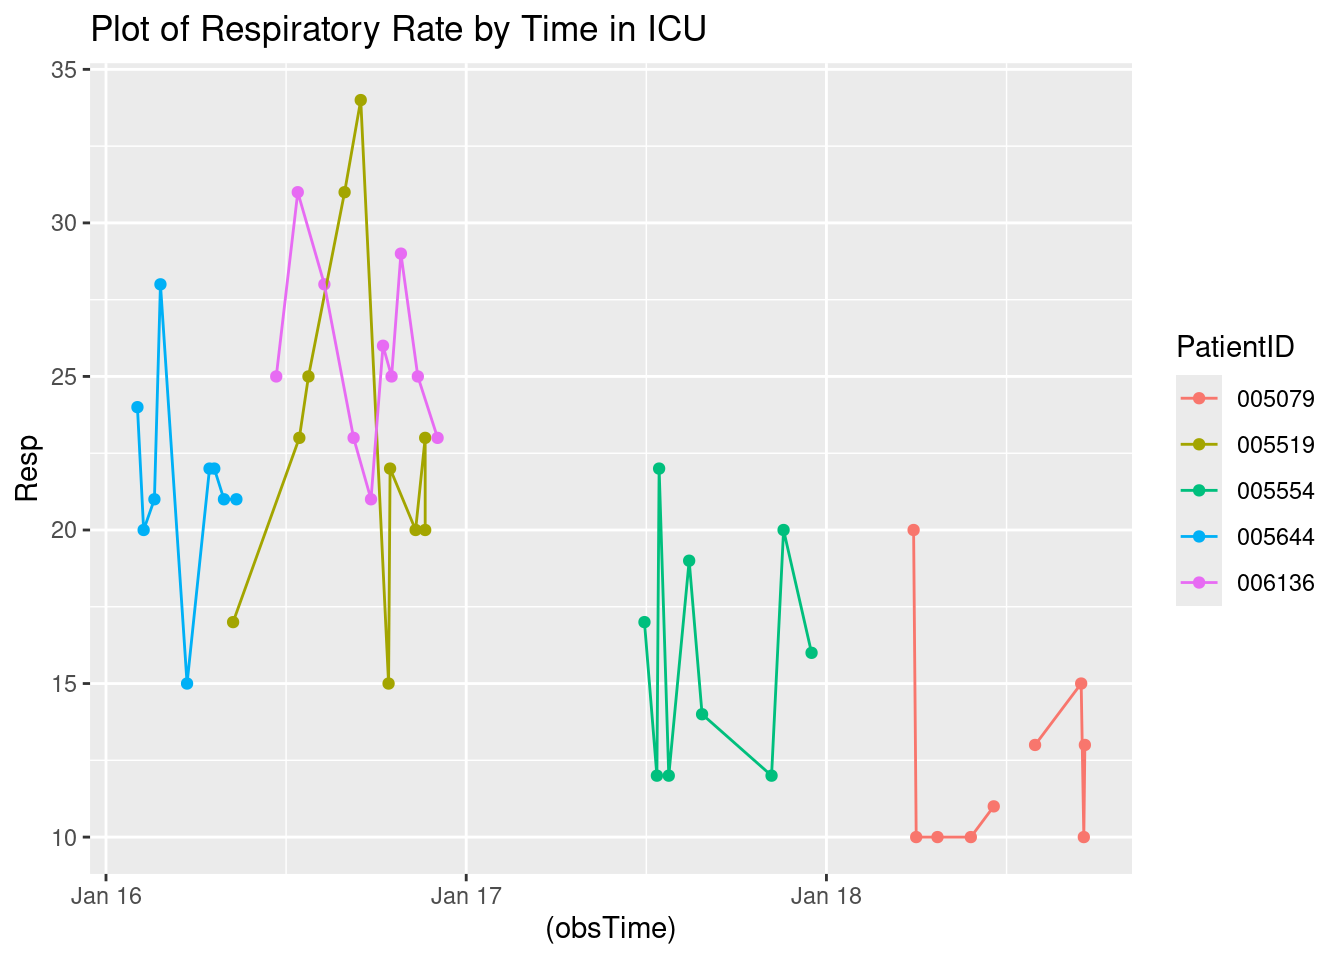 Plot of Respiratory Rate by Time in ICU
35
30
25
20
15
10
Resp
Jan 16
Jan 17
Jan 18
(obsTime)
PatientID
005079
005519
005554
005644
006136